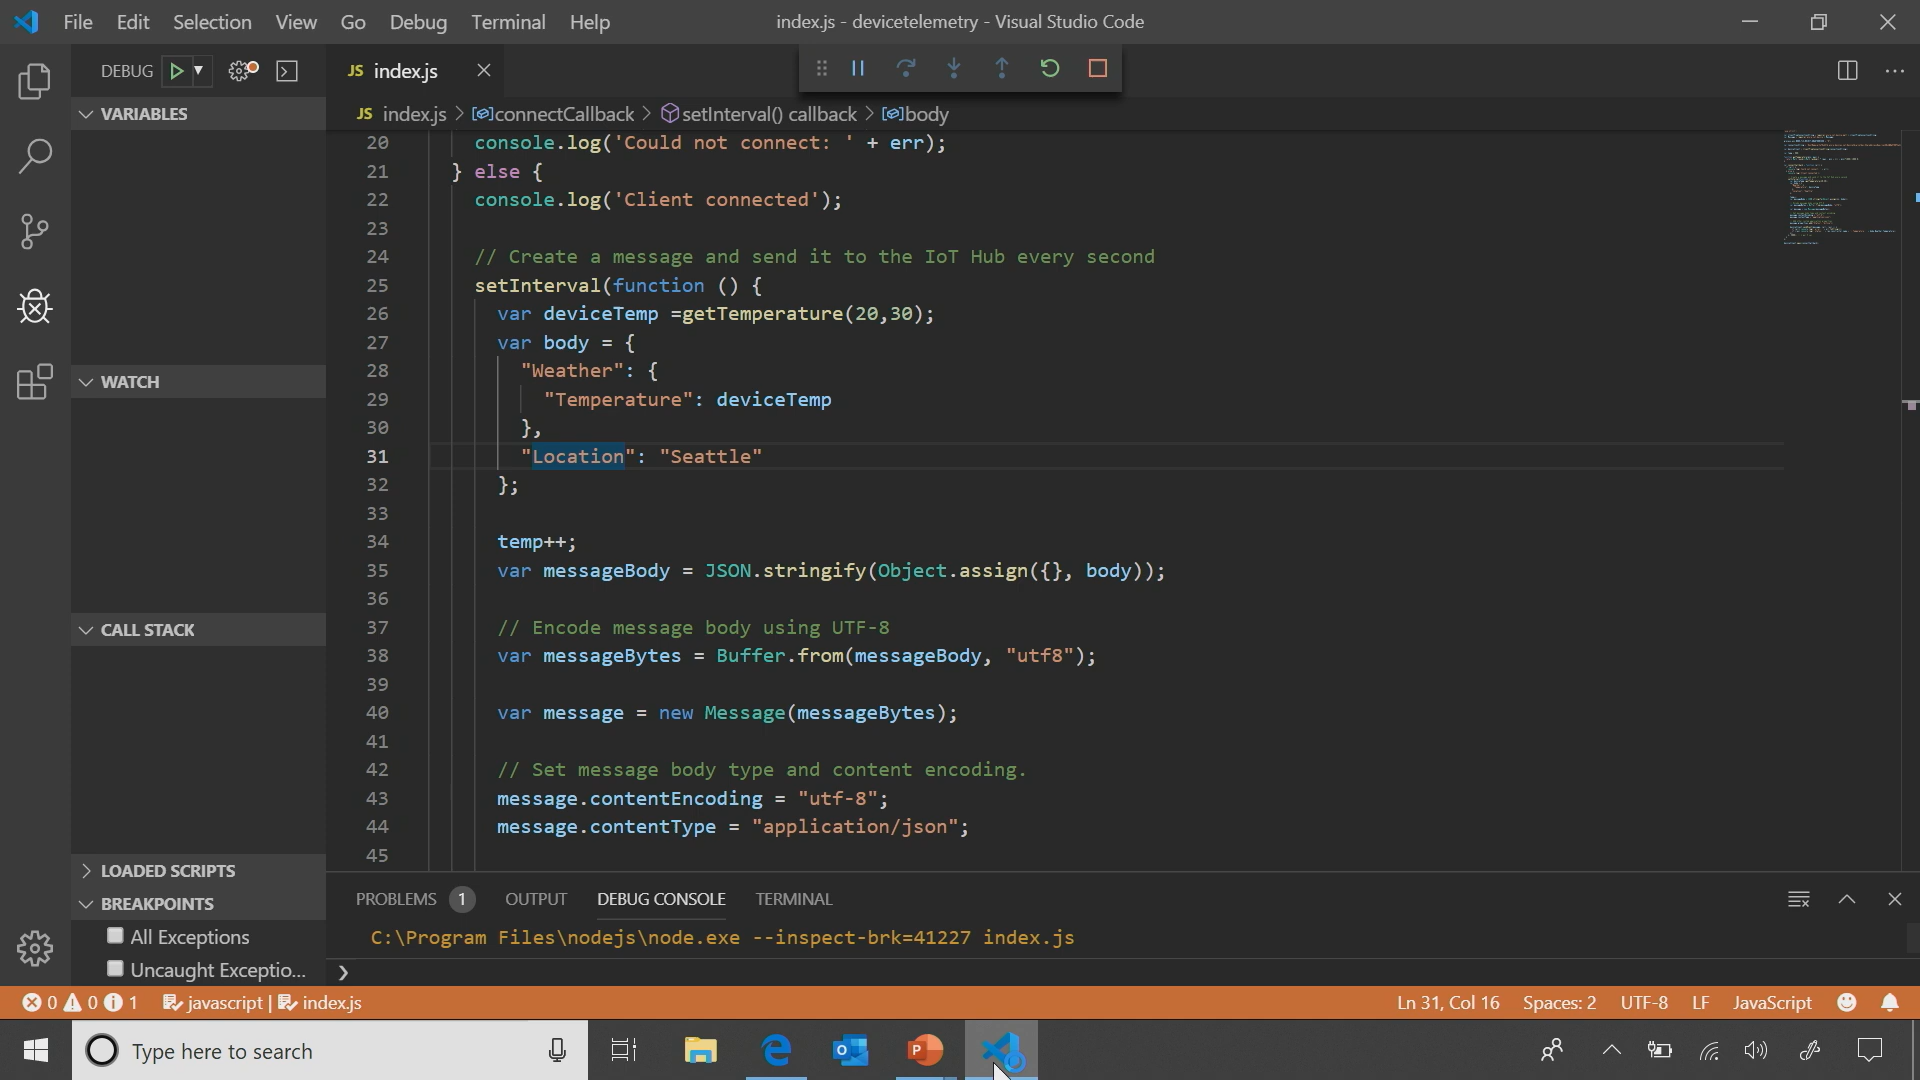 File Edit Selection View Go Debug Terminal Help
index.js - devicetelemetry - Visual Studio Code
DEBUG
JS index.js
VARIABLES
WATCH
CALL STACK
LOADED SCRIPTS
BREAKPOINTS
All Exceptions
Uncaught Exceptio...
JS index.js > connectCallback > setInterval() callback > body
20 console.log('Could not connect: ' + err);
21 } else {
22 console.log('Client connected');
23
24 // Create a message and send it to the IoT Hub every second
25 setInterval(function () {
26 var deviceTemp =getTemperature(20,30);
27 var body = {
28 "Weather": {
29 "Temperature": deviceTemp
30 },
31 "Location": "Seattle"
32 };
33
34 temp++;
35 var messageBody = JSON.stringify(Object.assign({}, body));
36
37 // Encode message body using UTF-8
38 var messageBytes = Buffer.from(messageBody, "utf8");
39
40 var message = new Message(messageBytes);
41
42 // Set message body type and content encoding.
43 message.contentEncoding = "utf-8";
44 message.contentType = "application/json";
45
PROBLEMS 1 OUTPUT DEBUG CONSOLE TERMINAL
C:\Program Files\nodejs\node.exe --inspect-brk=41227 index.js
0 0 1 javascript | index.js
Ln 31, Col 16 Spaces: 2 UTF-8 LF JavaScript
Type here to search